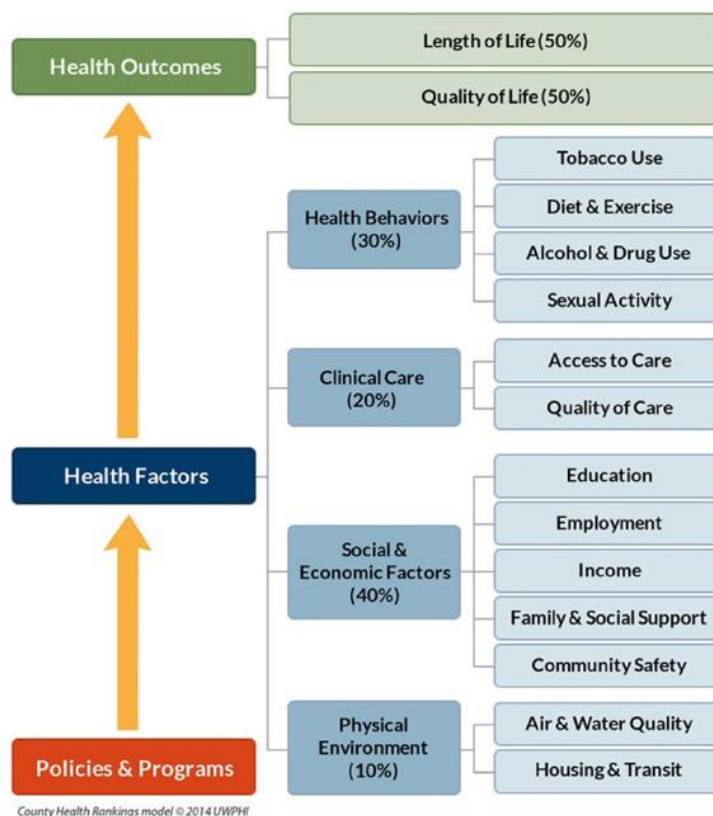 Health Outcomes
Length of Life (50%)
Quality of Life (50%)
Health Factors
Health Behaviors
(30%)
Tobacco Use
Diet & Exercise
Alcohol & Drug Use
Sexual Activity
Clinical Care
(20%)
Access to Care
Quality of Care
Social &
Economic Factors
(40%)
Education
Employment
Income
Family & Social Support
Community Safety
Physical
Environment
(10%)
Air & Water Quality
Housing & Transit
Policies & Programs
County Health Rankings model © 2014 UWPHI